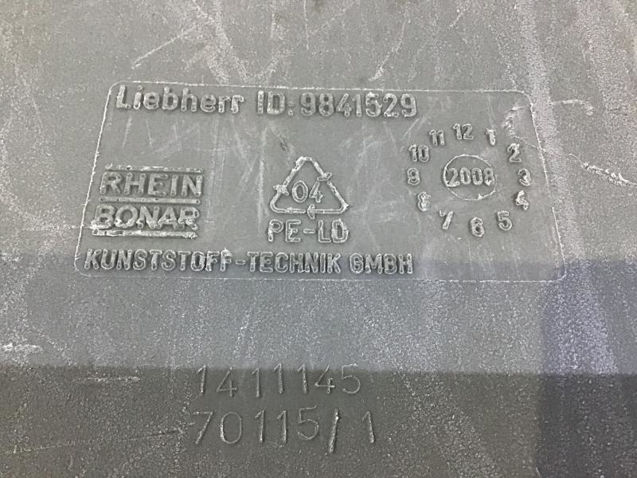 Liebherr ID.:9841529
RHEIN
BONAR
04
PE-LD
11 12 1
10 2
9 2008 3
8 4
7 6 5
KUNSTSTOFF-TECHNIK GMBH
1411145
70115/1